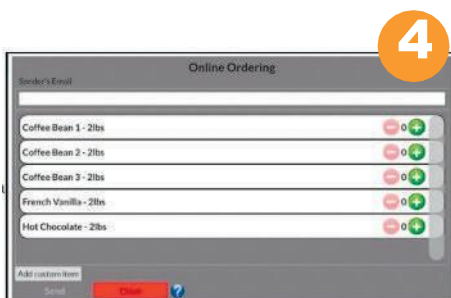 4
Online Ordering
Sender's Email
Coffee Bean 1 - 2lbs 0
Coffee Bean 2 - 2lbs 0
Coffee Bean 3 - 2lbs 0
French Vanilla - 2lbs 0
Hot Chocolate - 2lbs 0
Add custom item
Send ?